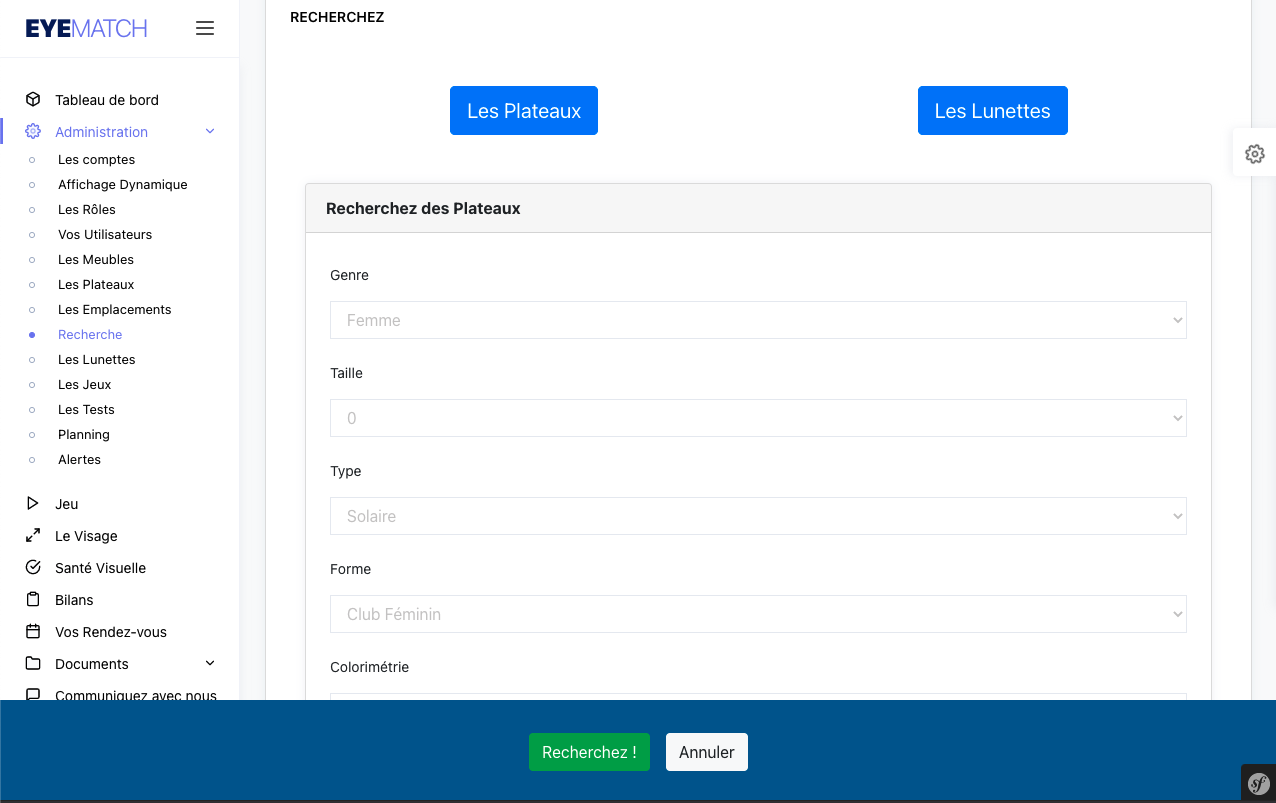 EYEMATCH
Tableau de bord
Administration
Les comptes
Affichage Dynamique
Les Rôles
Vos Utilisateurs
Les Meubles
Les Plateaux
Les Emplacements
Recherche
Les Lunettes
Les Jeux
Les Tests
Planning
Alertes
Jeu
Le Visage
Santé Visuelle
Bilans
Vos Rendez-vous
Documents
Communiquez avec nous
RECHERCHEZ
Les Plateaux
Les Lunettes
Recherchez des Plateaux
Genre
Femme
Taille
0
Type
Solaire
Forme
Club Féminin
Colorimétrie
Recherchez !
Annuler
sf